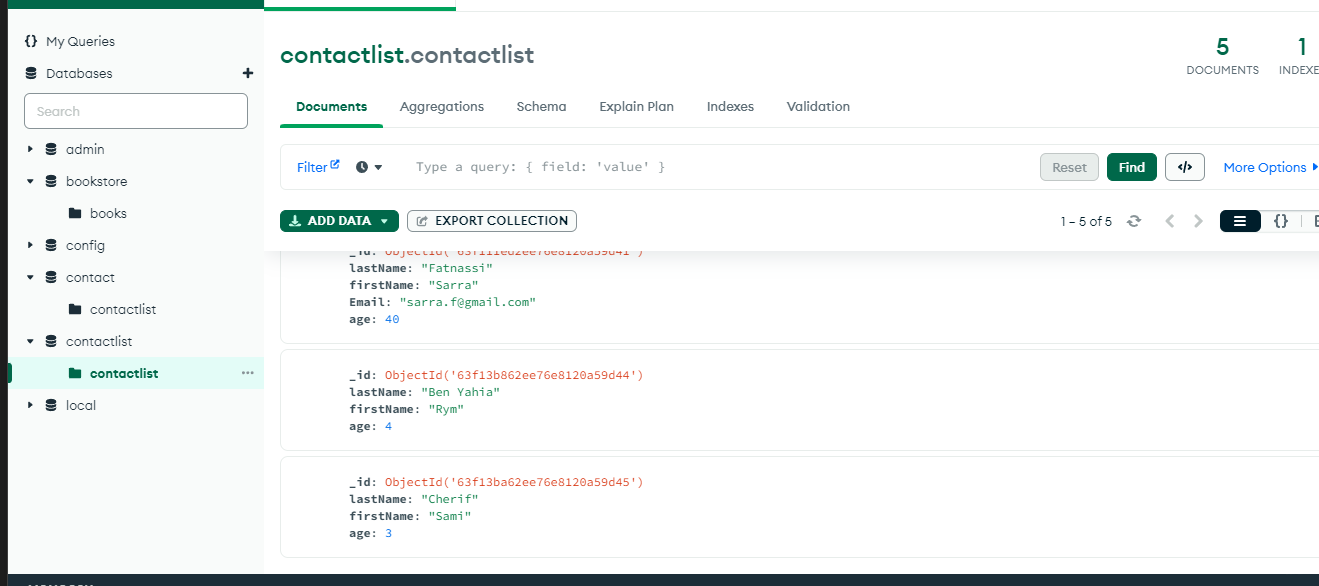 My Queries
Databases
Search
admin
bookstore
books
config
contact
contactlist
contactlist
contactlist
local
contactlist.contactlist
5
DOCUMENTS
1
INDEXE
Documents
Aggregations
Schema
Explain Plan
Indexes
Validation
Filter
Type a query: { field: 'value' }
Reset
Find
</>
More Options
ADD DATA
EXPORT COLLECTION
1 – 5 of 5
{}
lastName: "Fatnassi"
firstName: "Sarra"
Email: "sarra.f@gmail.com"
age: 40
_id: ObjectId('63f13b862ee76e8120a59d44')
lastName: "Ben Yahia"
firstName: "Rym"
age: 4
_id: ObjectId('63f13ba62ee76e8120a59d45')
lastName: "Cherif"
firstName: "Sami"
age: 3